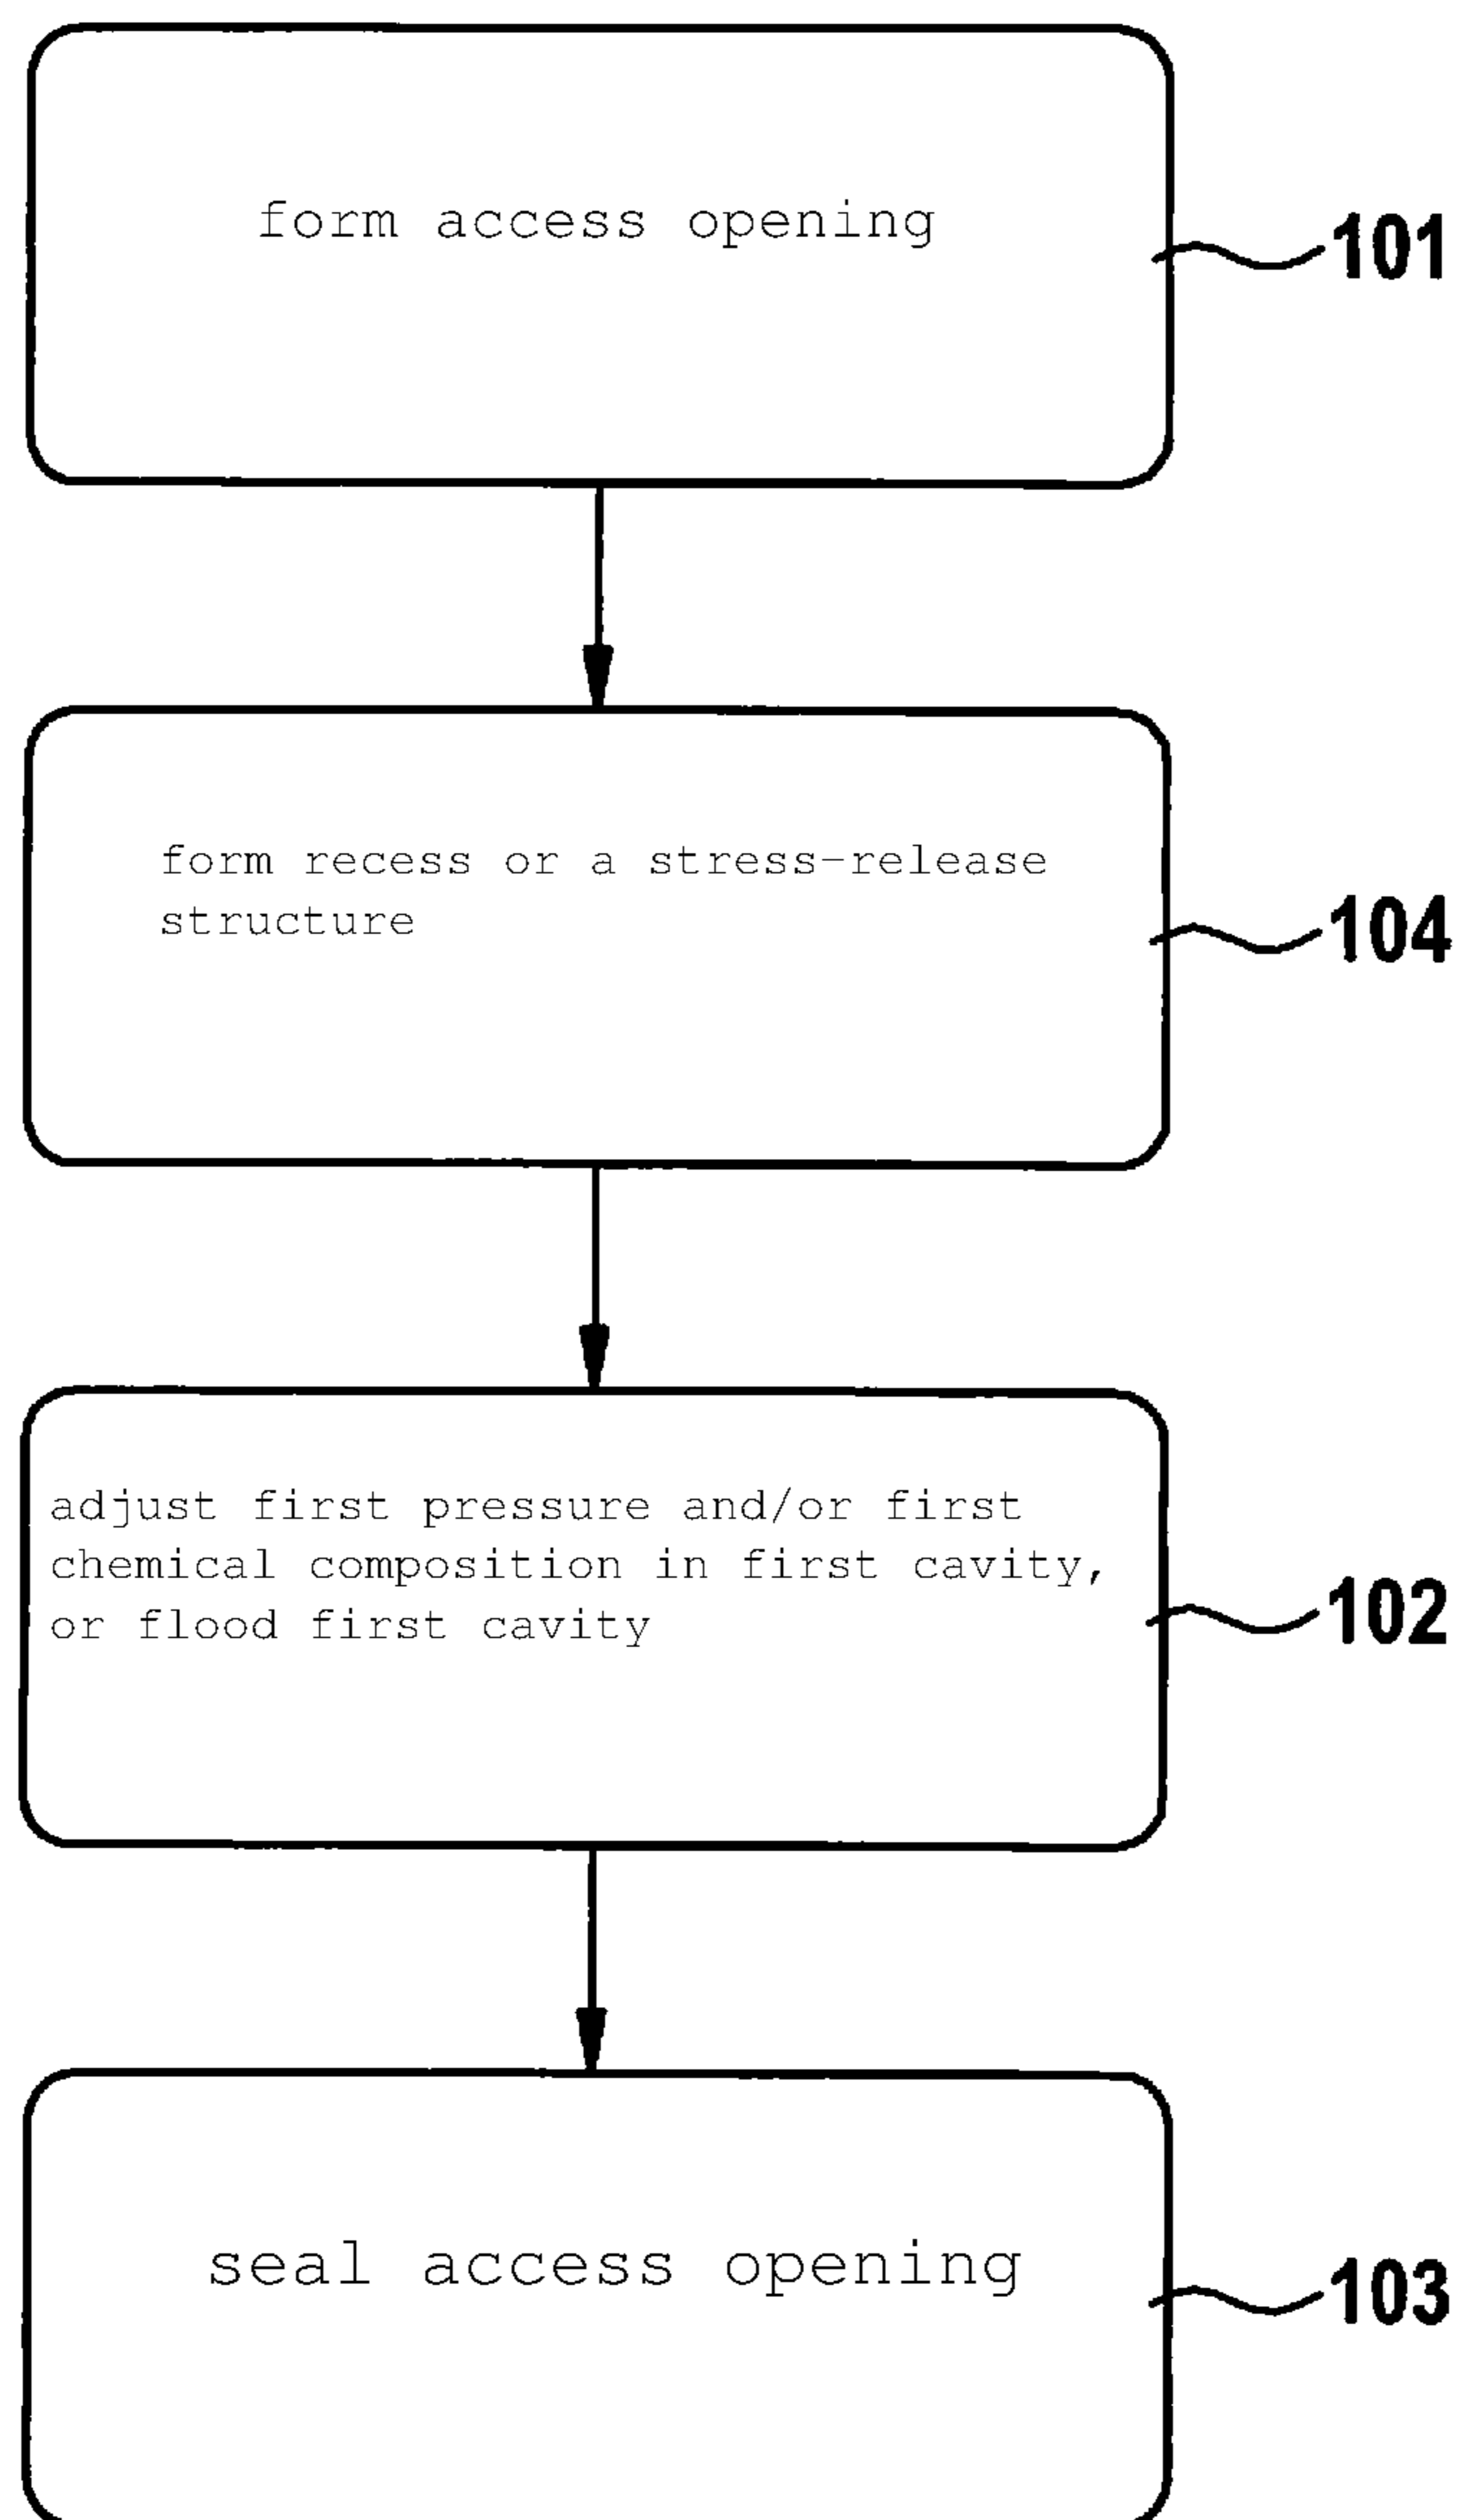 form access opening
101
form recess or a stress-release
structure
104
adjust first pressure and/or first
chemical composition in first cavity,
or flood first cavity
102
seal access opening
103